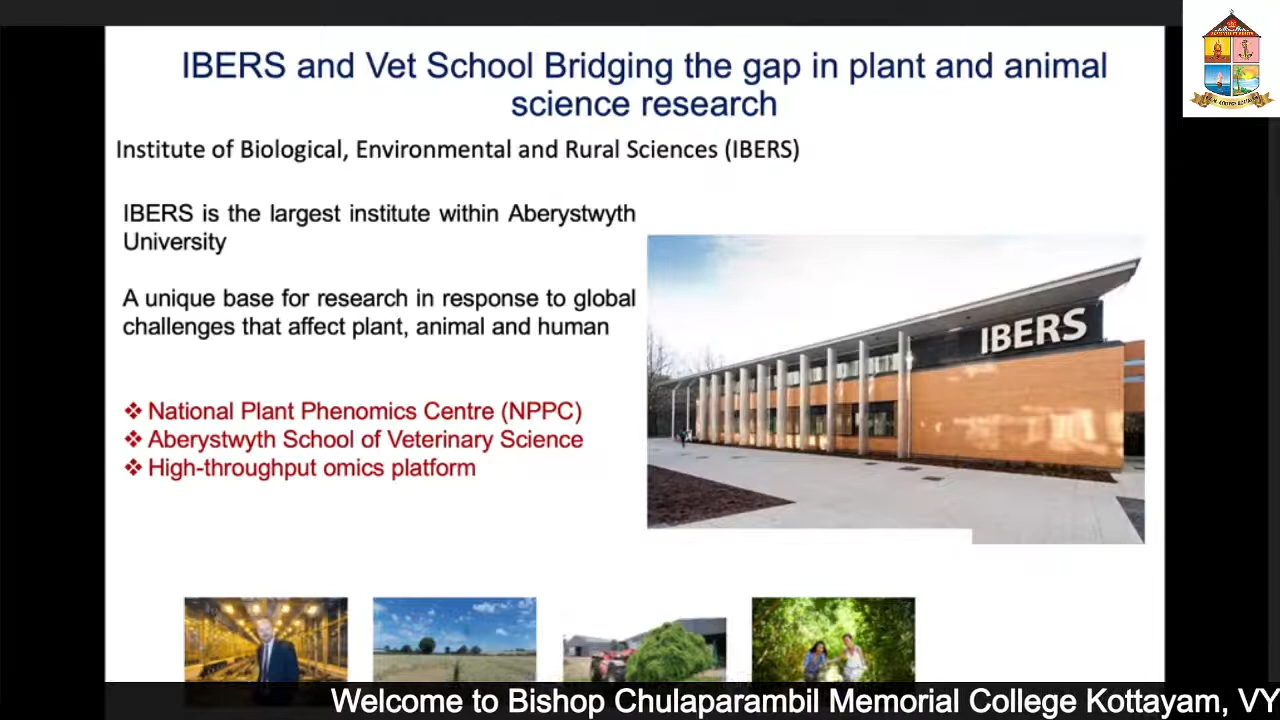 IBERS and Vet School Bridging the gap in plant and animal
science research
Institute of Biological, Environmental and Rural Sciences (IBERS)
IBERS is the largest institute within Aberystwyth
University
A unique base for research in response to global
challenges that affect plant, animal and human
❖ National Plant Phenomics Centre (NPPC)
❖ Aberystwyth School of Veterinary Science
❖ High-throughput omics platform
IBERS
Welcome to Bishop Chulaparambil Memorial College Kottayam, VY